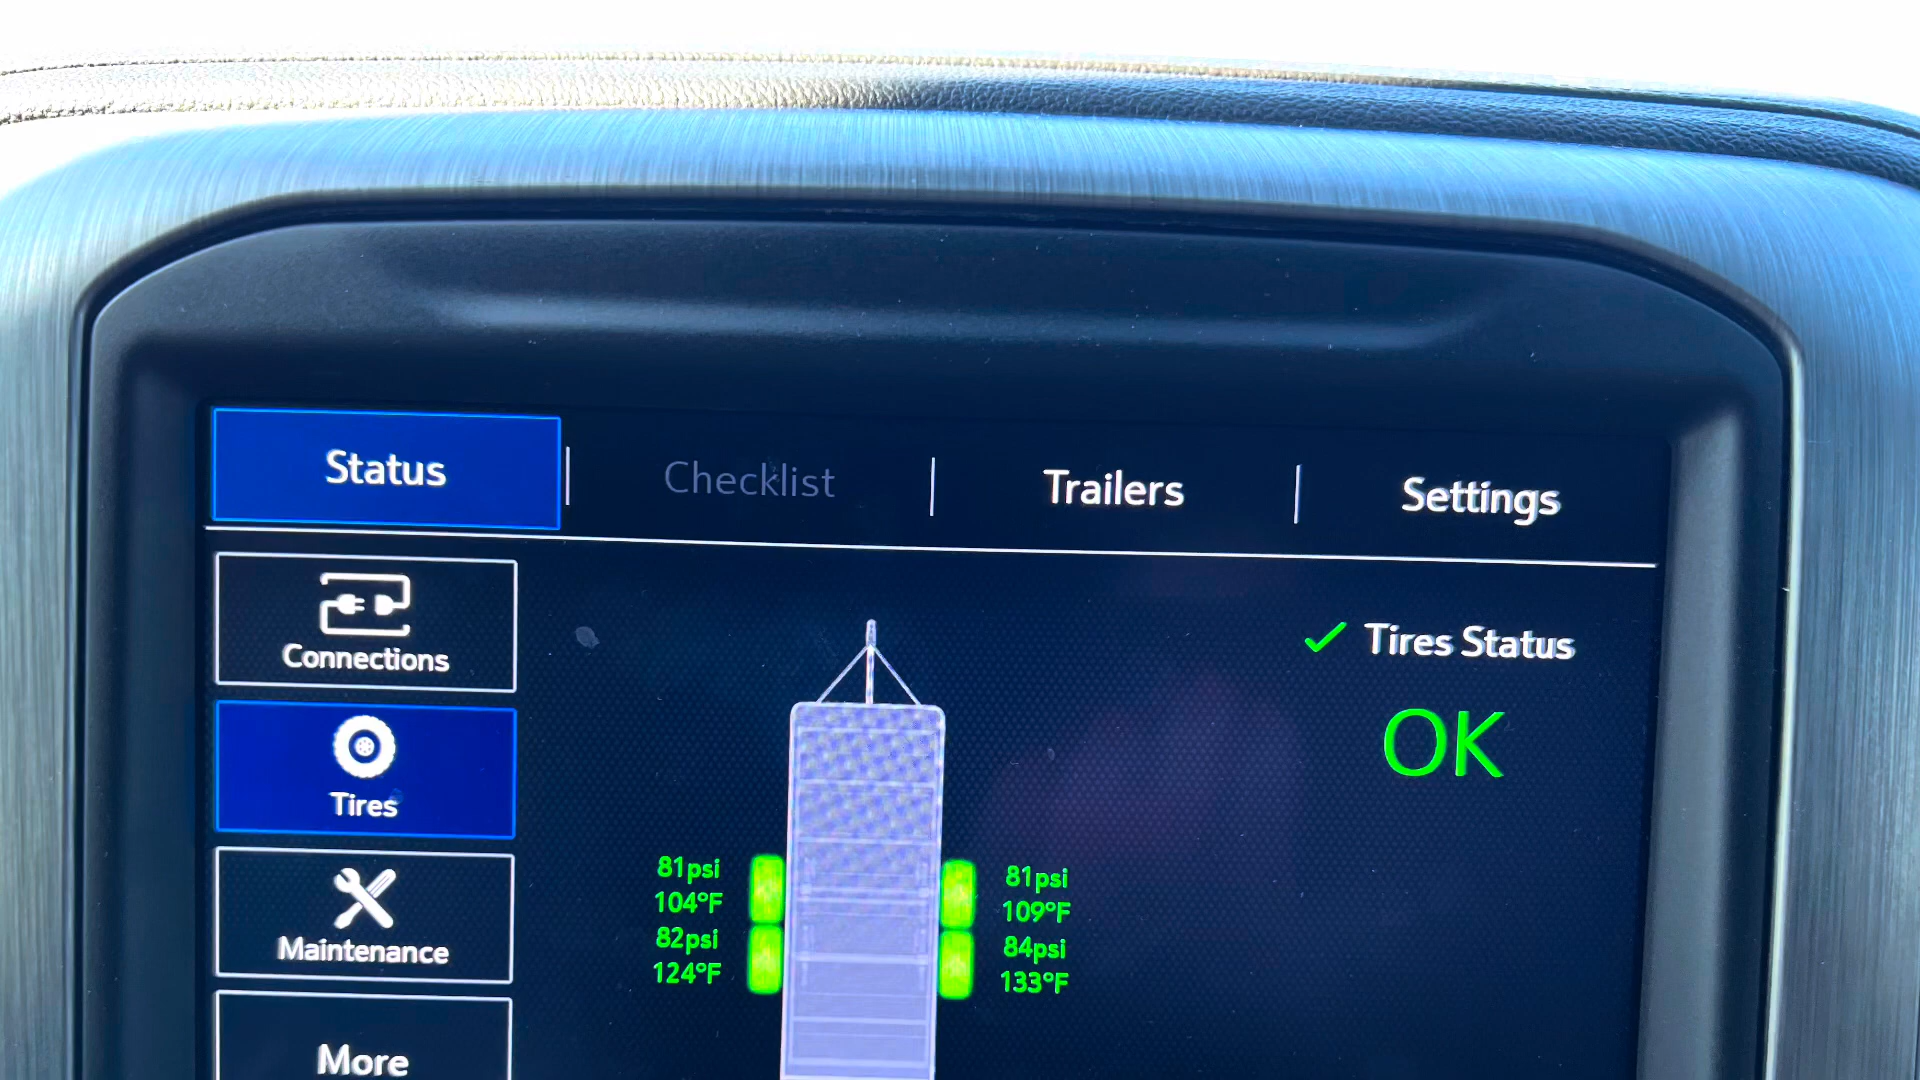 Status
Checklist
Trailers
Settings
Connections
Tires
Maintenance
More
Tires Status
OK
81psi
104°F
82psi
124°F
81psi
109°F
84psi
133°F